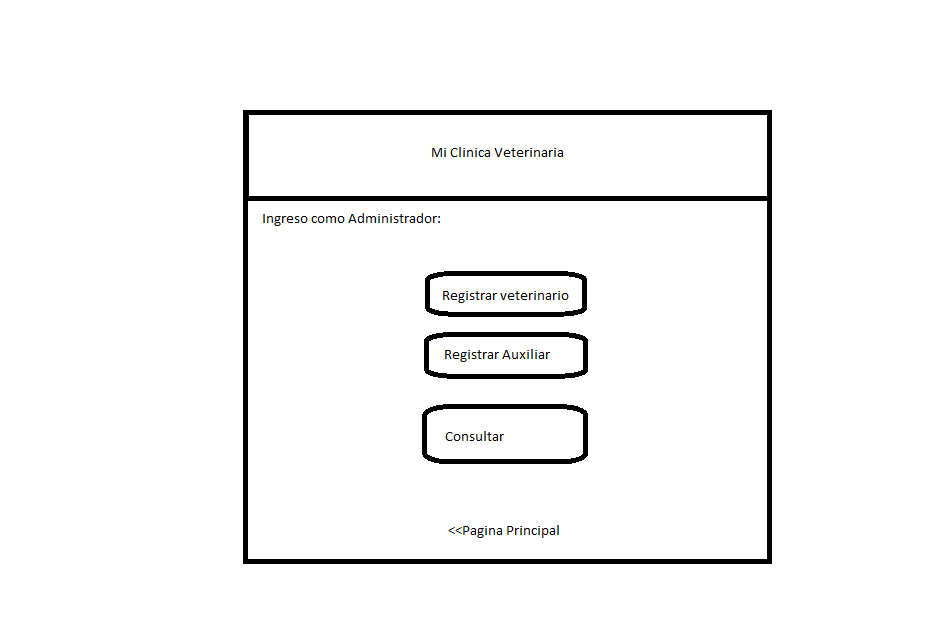 Mi Clinica Veterinaria
Ingreso como Administrador:
Registrar veterinario
Registrar Auxiliar
Consultar
<<Pagina Principal